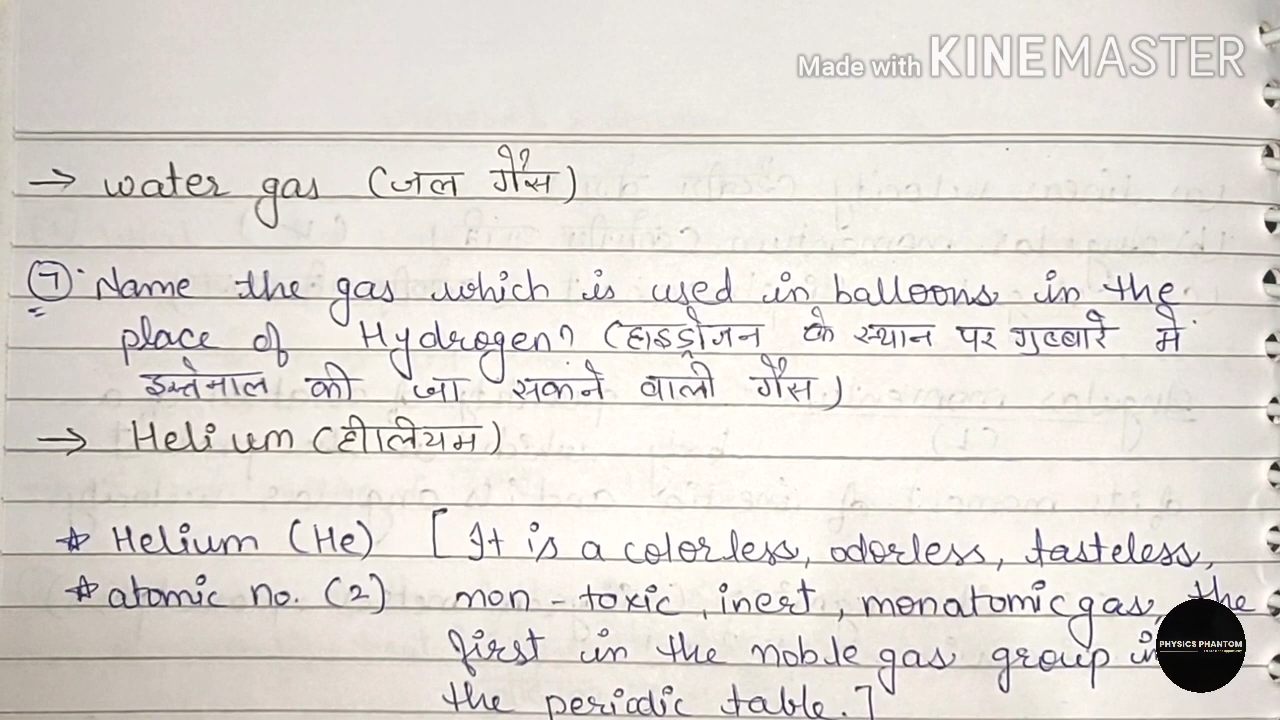 Made with KINEMASTER
→ water gas (जल गैस)
(7) Name the gas which is used in balloons in the
place of Hydrogen? (हाइड्रोजन के स्थान पर गुब्बारे में
इस्तेमाल की जा सकने वाली गैस)
→ Helium (हीलियम)
* Helium (He) [It is a colorless, odorless, tasteless,
* atomic no. (2) non-toxic, inert, monatomic gas, the
first in the noble gas group in
the periodic table.]
PHYSICS PHANTOM